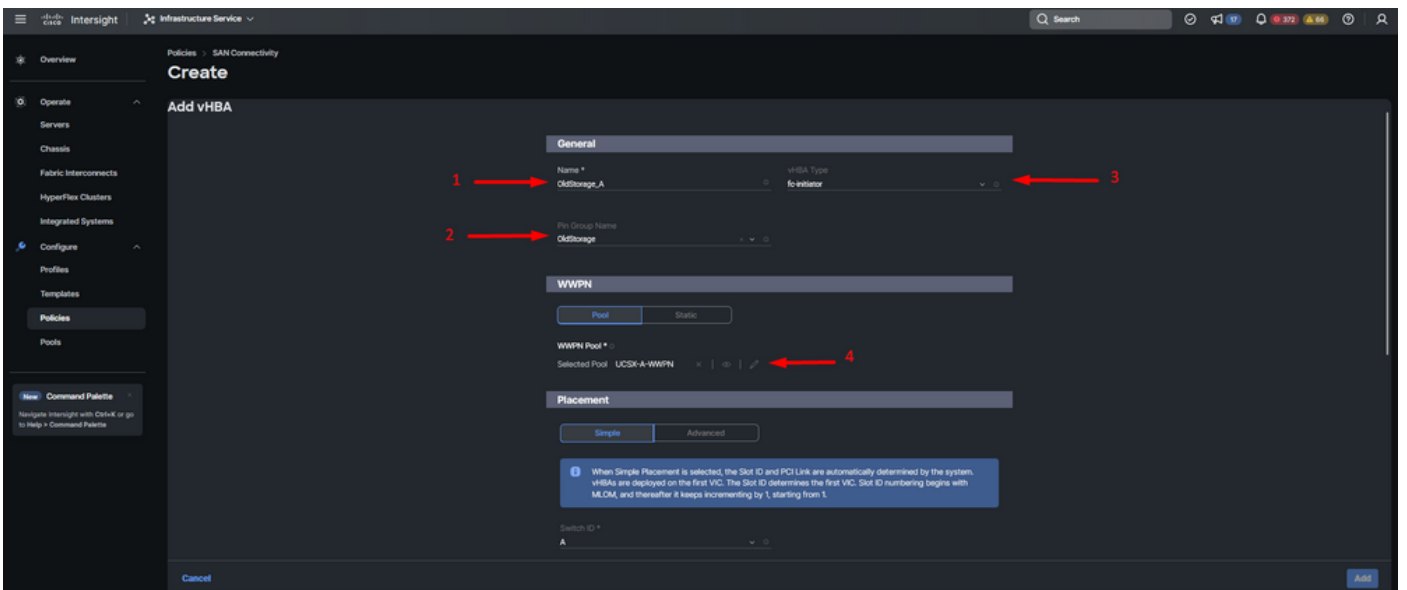 cisco Intersight Infrastructure Service Search 17 372 66
Overview
Operate
Servers
Chassis
Fabric Interconnects
HyperFlex Clusters
Integrated Systems
Configure
Profiles
Templates
Policies
Pools
New Command Palette
Navigate Intersight with Ctrl+K or go
to Help > Command Palette
Policies > SAN Connectivity
Create
Add vHBA
General
Name * vHBA Type
1 OldStorage_A fc-initiator 3
Pin Group Name
2 OldStorage
WWPN
Pool Static
WWPN Pool *
Selected Pool UCSX-A-WWPN × | | 4
Placement
Simple Advanced
When Simple Placement is selected, the Slot ID and PCI Link are automatically determined by the system.
vHBAs are deployed on the first VIC. The Slot ID determines the first VIC. Slot ID numbering begins with
MLOM, and thereafter it keeps incrementing by 1, starting from 1.
Switch ID *
A
Cancel Add